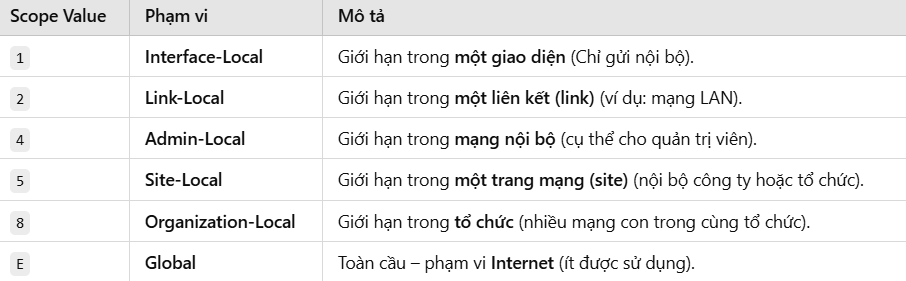 Scope Value Phạm vi Mô tả
1 Interface-Local Giới hạn trong một giao diện (Chỉ gửi nội bộ).
2 Link-Local Giới hạn trong một liên kết (link) (ví dụ: mạng LAN).
4 Admin-Local Giới hạn trong mạng nội bộ (cụ thể cho quản trị viên).
5 Site-Local Giới hạn trong một trang mạng (site) (nội bộ công ty hoặc tổ chức).
8 Organization-Local Giới hạn trong tổ chức (nhiều mạng con trong cùng tổ chức).
E Global Toàn cầu – phạm vi Internet (ít được sử dụng).